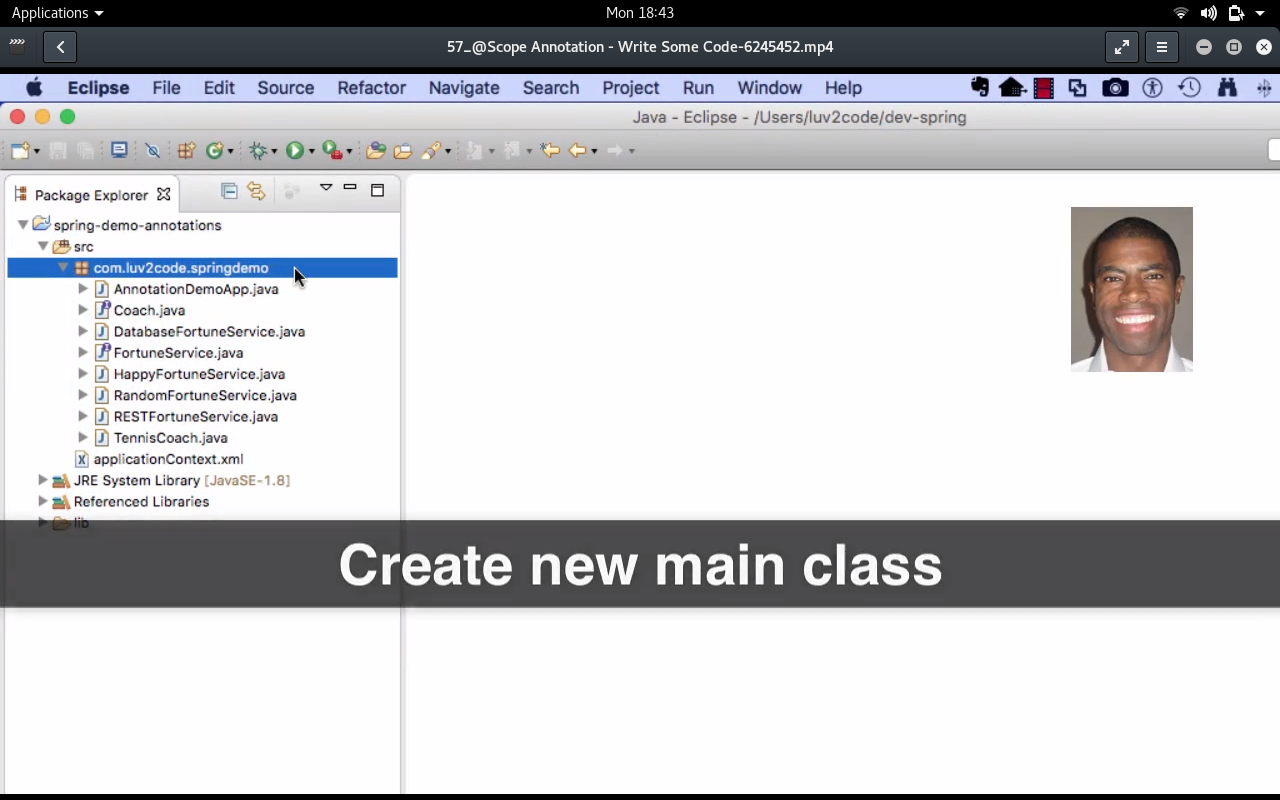 Applications
Mon 18:43
57_@Scope Annotation - Write Some Code-6245452.mp4
Eclipse File Edit Source Refactor Navigate Search Project Run Window Help
Java - Eclipse - /Users/luv2code/dev-spring
Package Explorer
spring-demo-annotations
src
com.luv2code.springdemo
AnnotationDemoApp.java
Coach.java
DatabaseFortuneService.java
FortuneService.java
HappyFortuneService.java
RandomFortuneService.java
RESTFortuneService.java
TennisCoach.java
applicationContext.xml
JRE System Library [JavaSE-1.8]
Referenced Libraries
lib
Create new main class